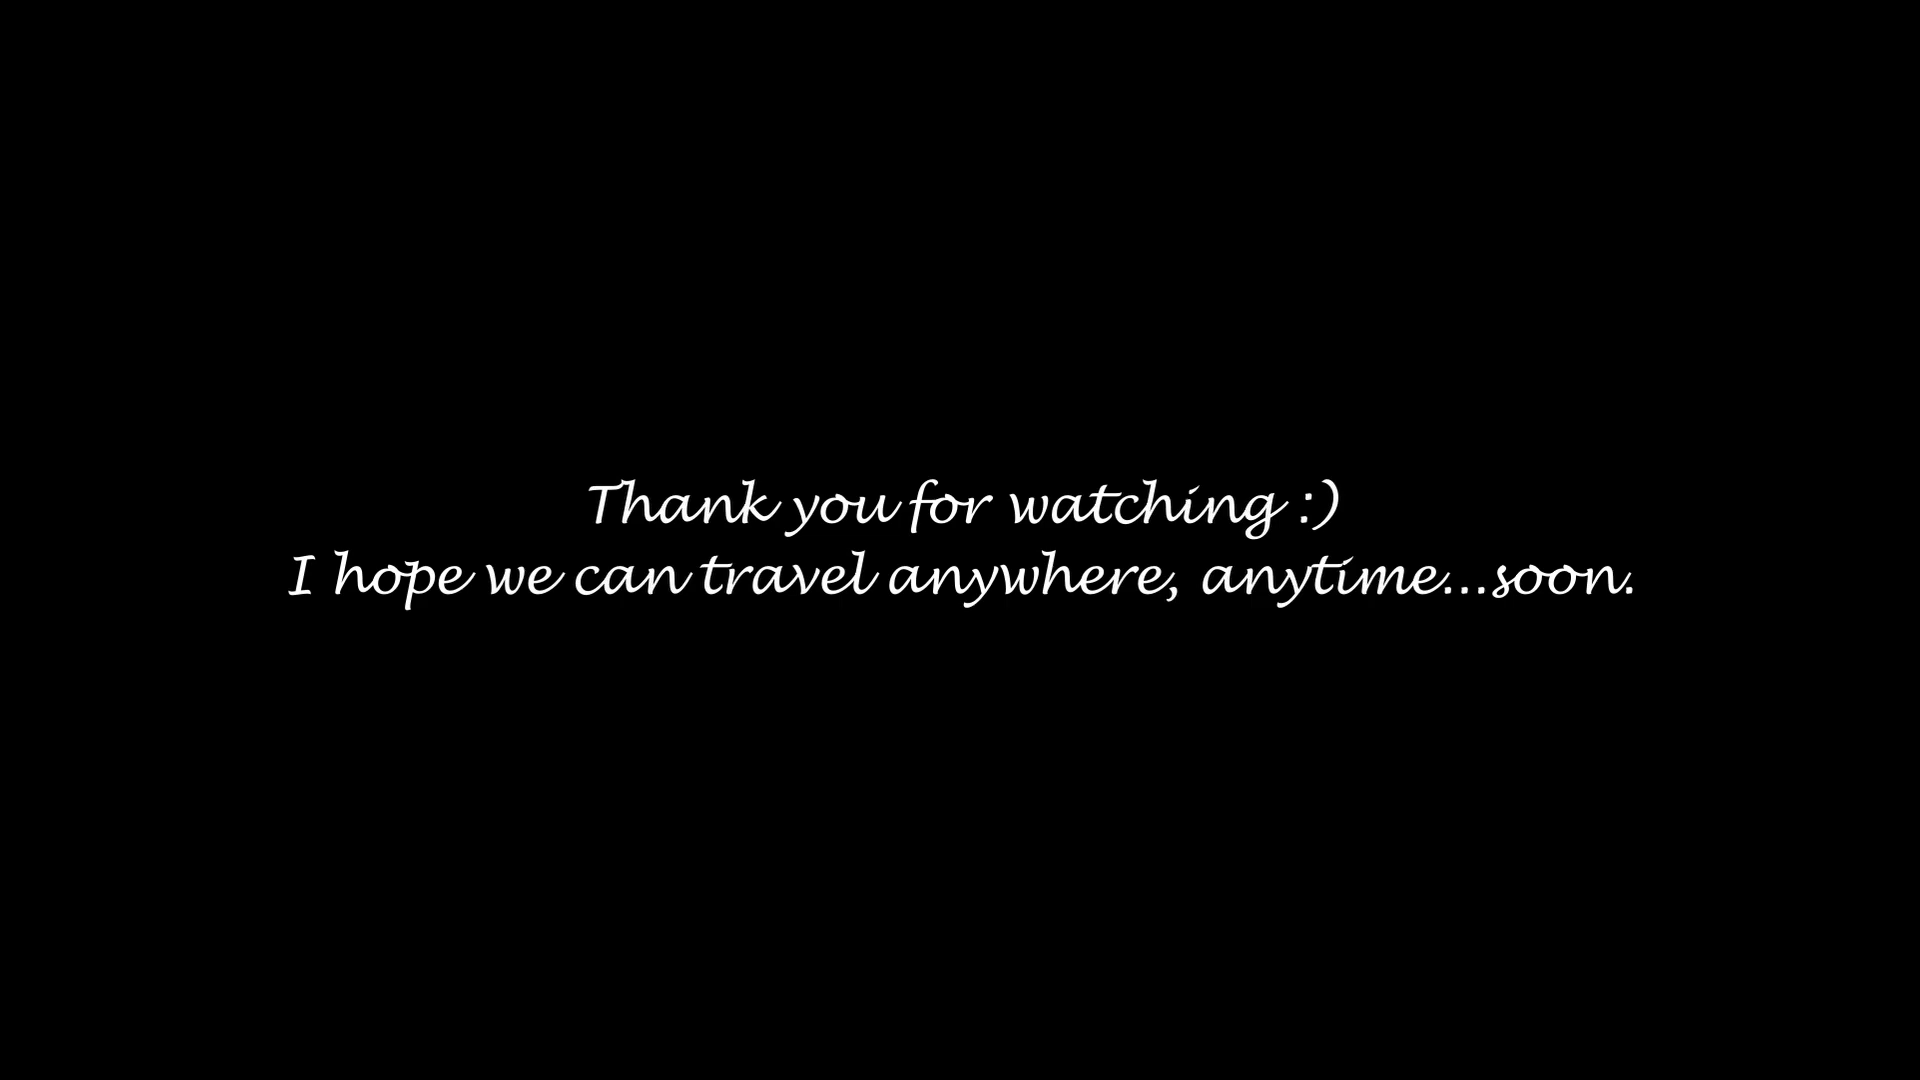 Thank you for watching :)
I hope we can travel anywhere, anytime...soon.